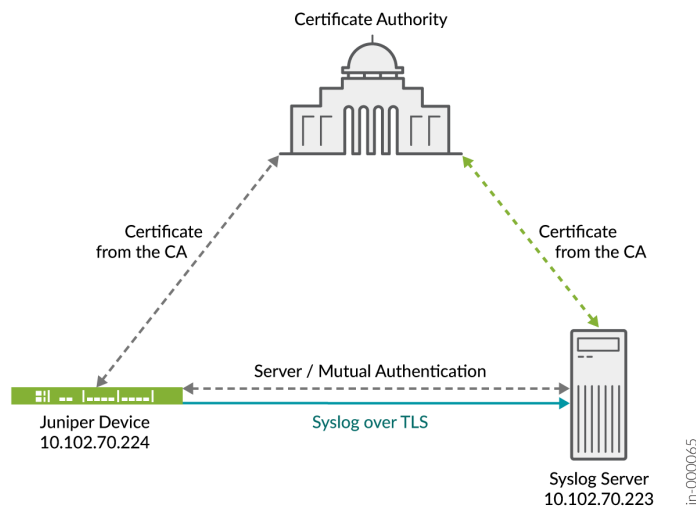 Certificate Authority
Certificate
from the CA
Certificate
from the CA
Server / Mutual Authentication
Syslog over TLS
Juniper Device
10.102.70.224
Syslog Server
10.102.70.223
jn-000065